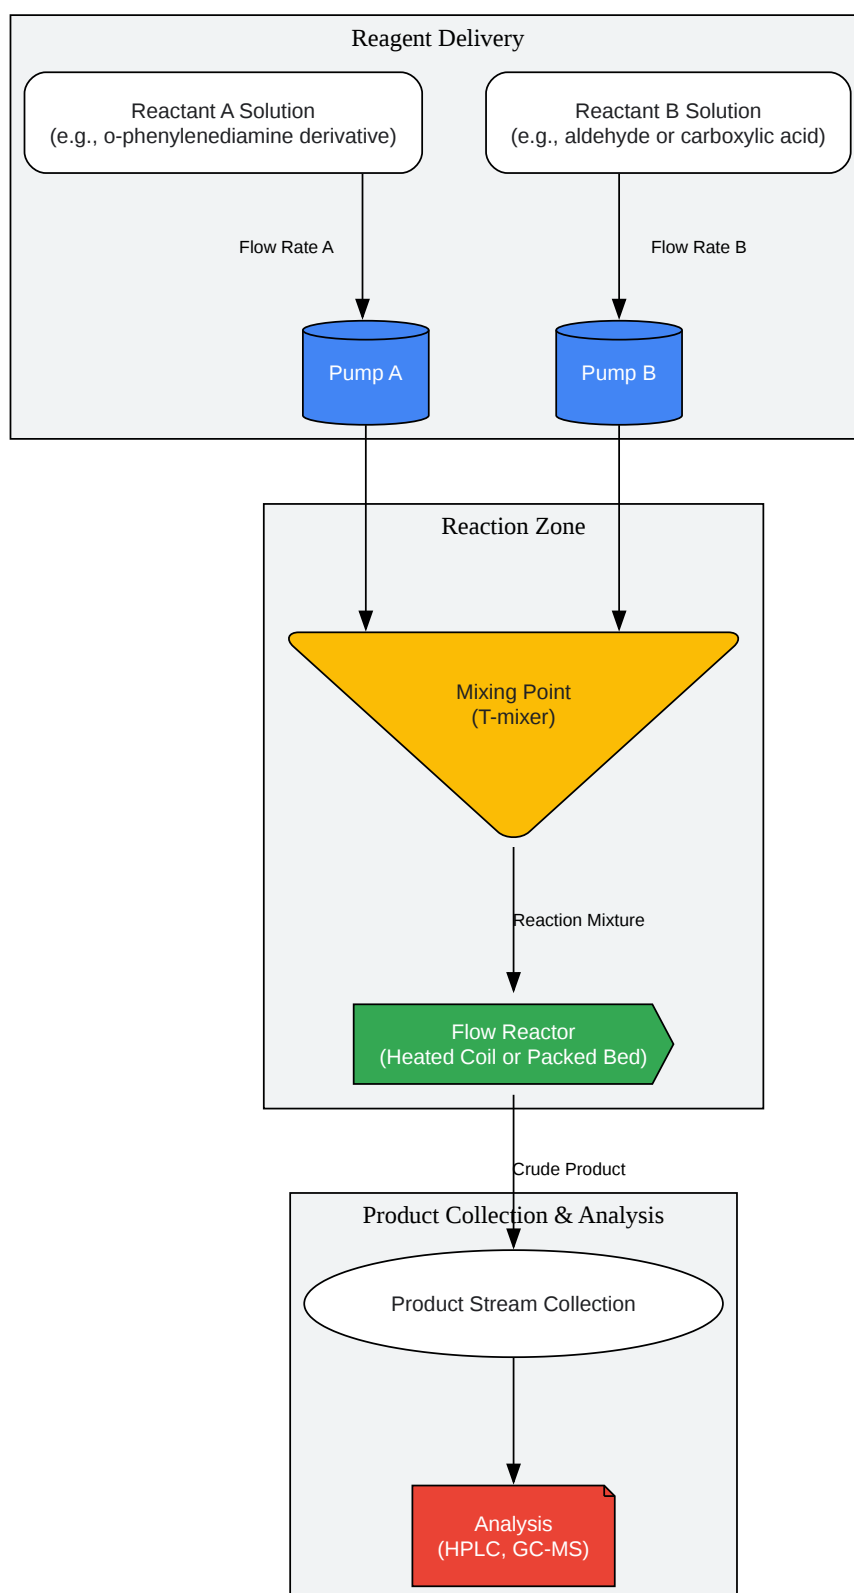 Reagent Delivery
Reactant A Solution
(e.g., o-phenylenediamine derivative)
Reactant B Solution
(e.g., aldehyde or carboxylic acid)
Flow Rate A
Flow Rate B
Pump A
Pump B
Reaction Zone
Mixing Point
(T-mixer)
Reaction Mixture
Flow Reactor
(Heated Coil or Packed Bed)
Crude Product
Product Collection & Analysis
Product Stream Collection
Analysis
(HPLC, GC-MS)